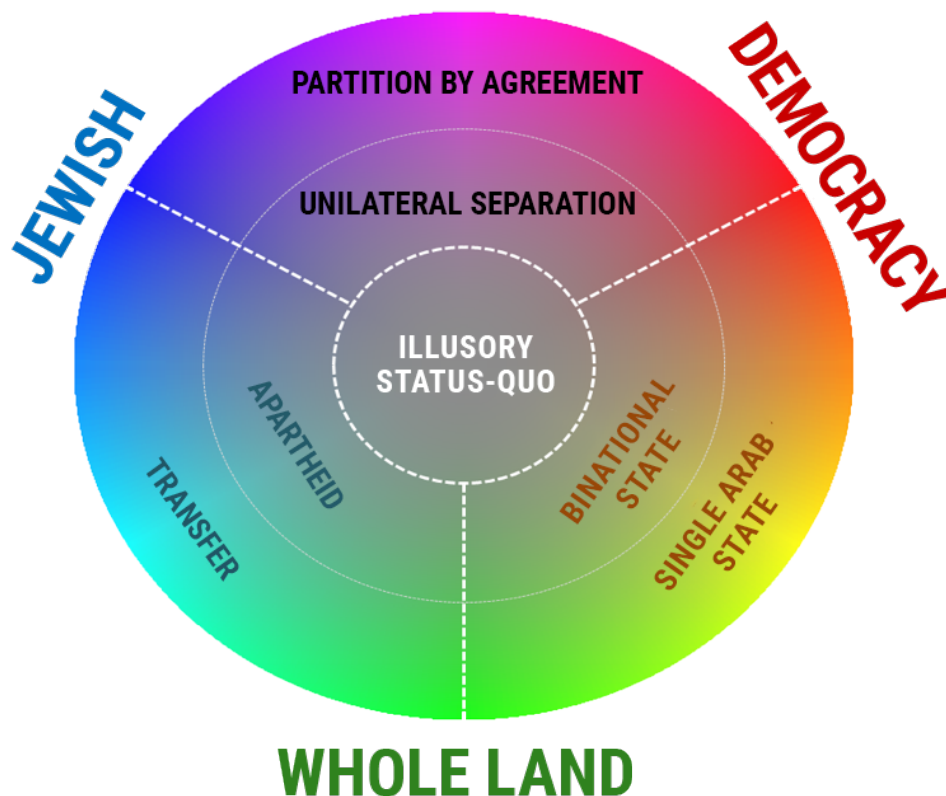 JEWISH
DEMOCRACY
PARTITION BY AGREEMENT
UNILATERAL SEPARATION
ILLUSORY
STATUS-QUO
APARTHEID
TRANSFER
BINATIONAL
STATE
SINGLE ARAB
STATE
WHOLE LAND